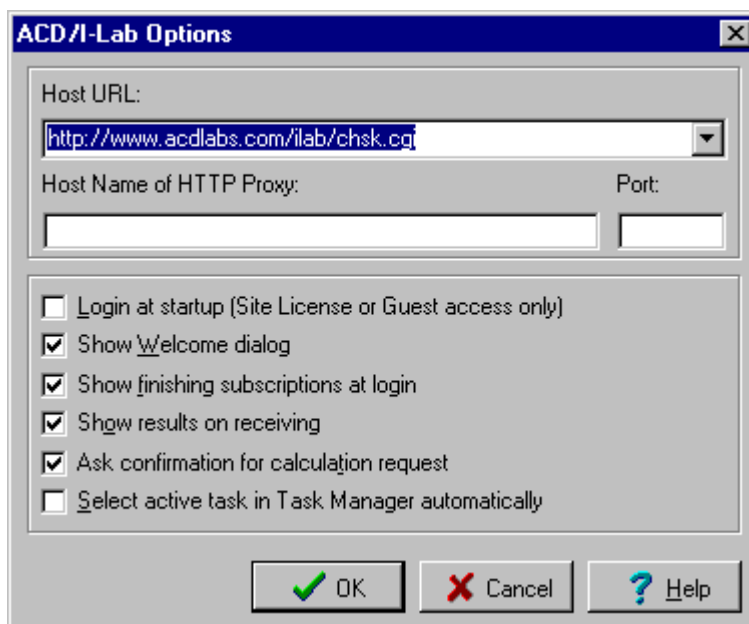 ACD/I-Lab Options
Host URL:
http://www.acdlabs.com/ilab/chsk.cgi
Host Name of HTTP Proxy: Port:
Login at startup (Site License or Guest access only)
Show Welcome dialog
Show finishing subscriptions at login
Show results on receiving
Ask confirmation for calculation request
Select active task in Task Manager automatically
OK Cancel Help